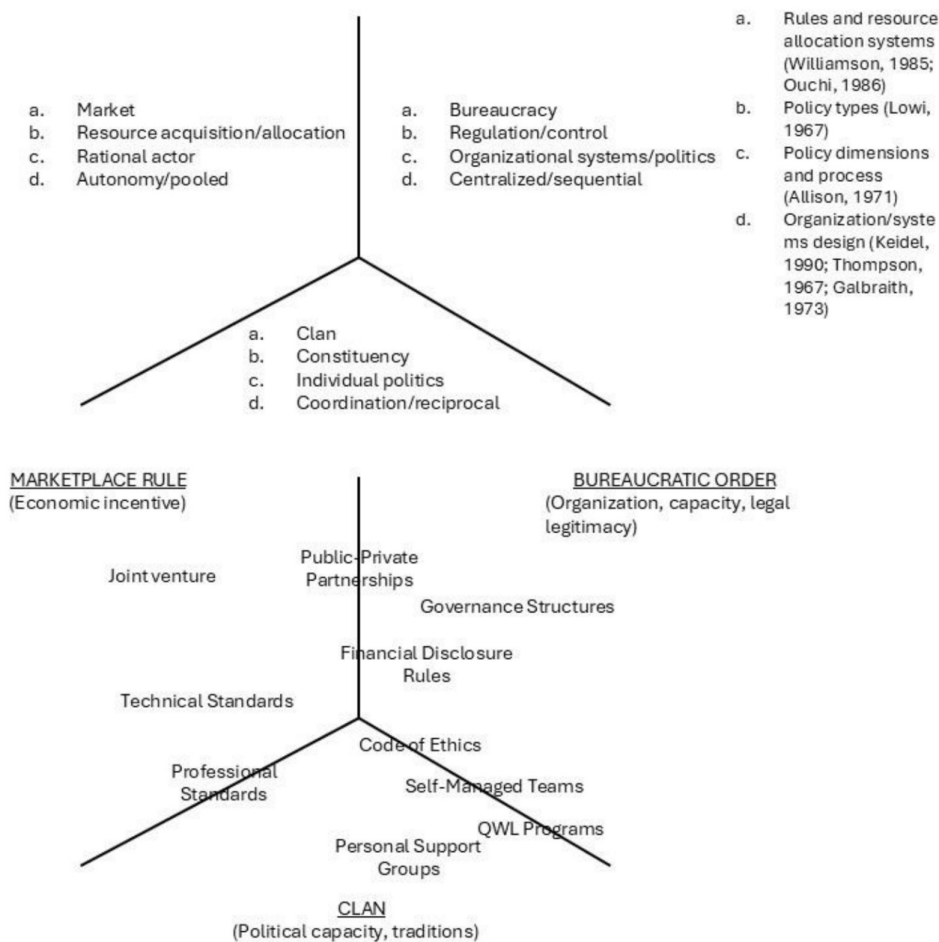 a. Market
b. Resource acquisition/allocation
c. Rational actor
d. Autonomy/pooled
a. Bureaucracy
b. Regulation/control
c. Organizational systems/politics
d. Centralized/sequential
a. Rules and resource
allocation systems
(Williamson, 1985;
Ouchi, 1986)
b. Policy types (Lowi,
1967)
c. Policy dimensions
and process
(Allison, 1971)
d. Organization/syste
ms design (Keidel,
1990; Thompson,
1967; Galbraith,
1973)
a. Clan
b. Constituency
c. Individual politics
d. Coordination/reciprocal
MARKETPLACE RULE
(Economic incentive)
BUREAUCRATIC ORDER
(Organization, capacity, legal
legitimacy)
Joint venture
Public-Private
Partnerships
Governance Structures
Financial Disclosure
Rules
Technical Standards
Code of Ethics
Professional
Standards
Self-Managed Teams
QWL Programs
Personal Support
Groups
CLAN
(Political capacity, traditions)